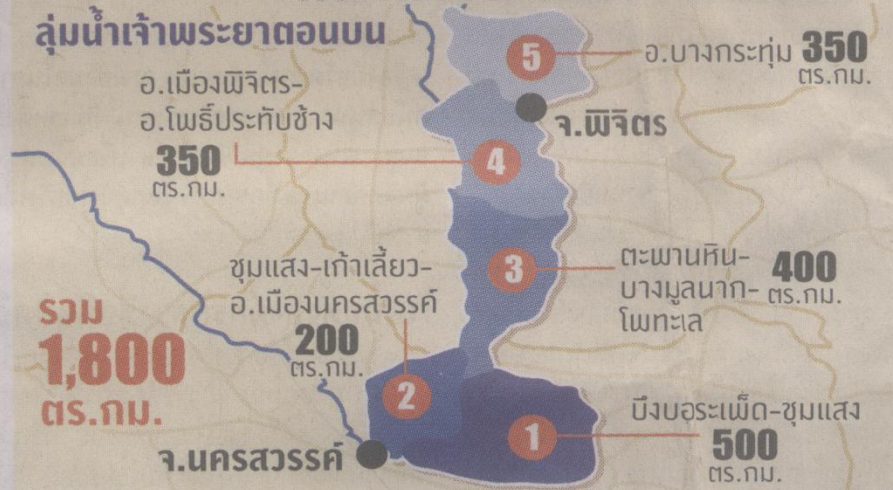 ลุ่มน้ำเจ้าพระยาตอนบน
5
อ.บางกระทุ่ม 350
ตร.กม.
อ.เมืองพิจิตร-
อ.โพธิ์ประทับช้าง
350
ตร.กม.
จ.พิจิตร
4
ชุมแสง-เก้าเลี้ยว-
อ.เมืองนครสวรรค์
200
ตร.กม.
3
ตะพานหิน-
บางมูลนาก-
โพทะเล
400
ตร.กม.
รวม
1,800
ตร.กม.
2
1
บึงบอระเพ็ด-ชุมแสง
500
ตร.กม.
จ.นครสวรรค์